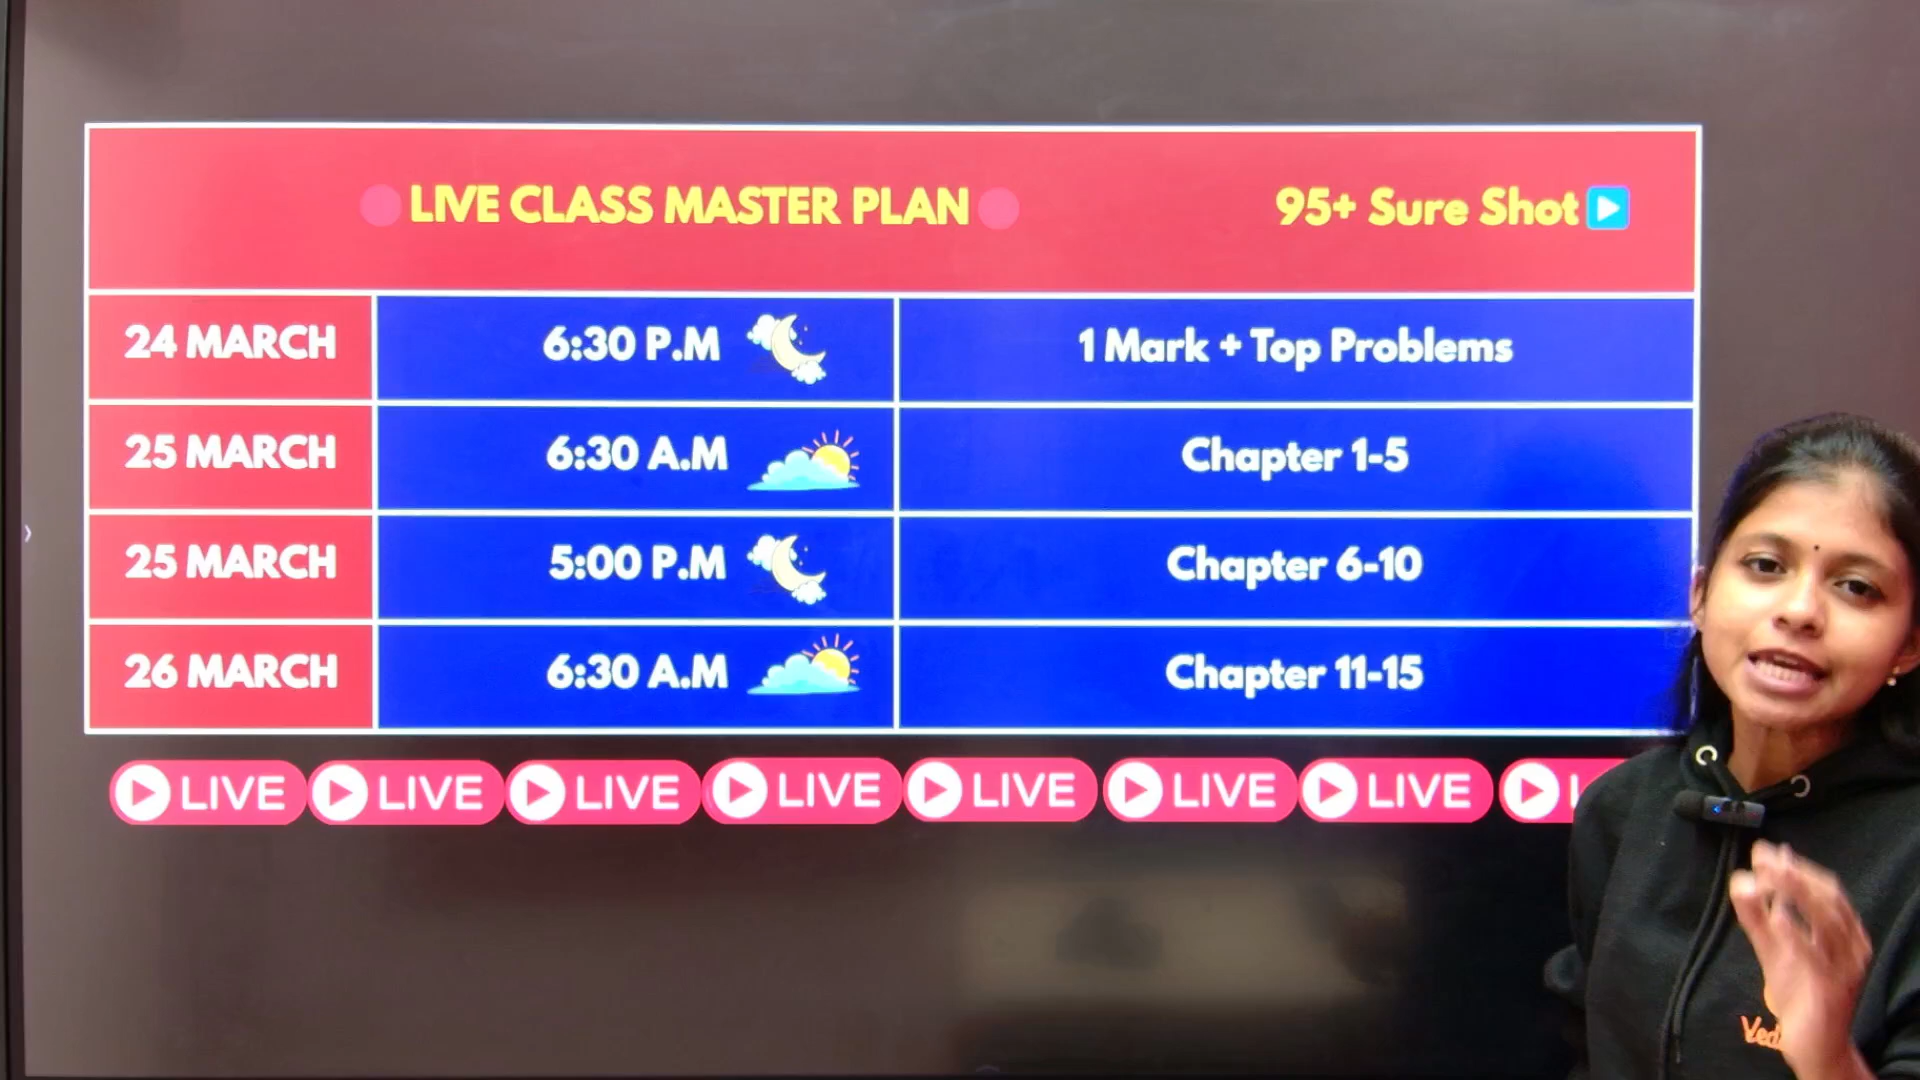 LIVE CLASS MASTER PLAN 95+ Sure Shot
24 MARCH 6:30 P.M 1 Mark + Top Problems
25 MARCH 6:30 A.M Chapter 1-5
25 MARCH 5:00 P.M Chapter 6-10
26 MARCH 6:30 A.M Chapter 11-15
LIVE LIVE LIVE LIVE LIVE LIVE LIVE